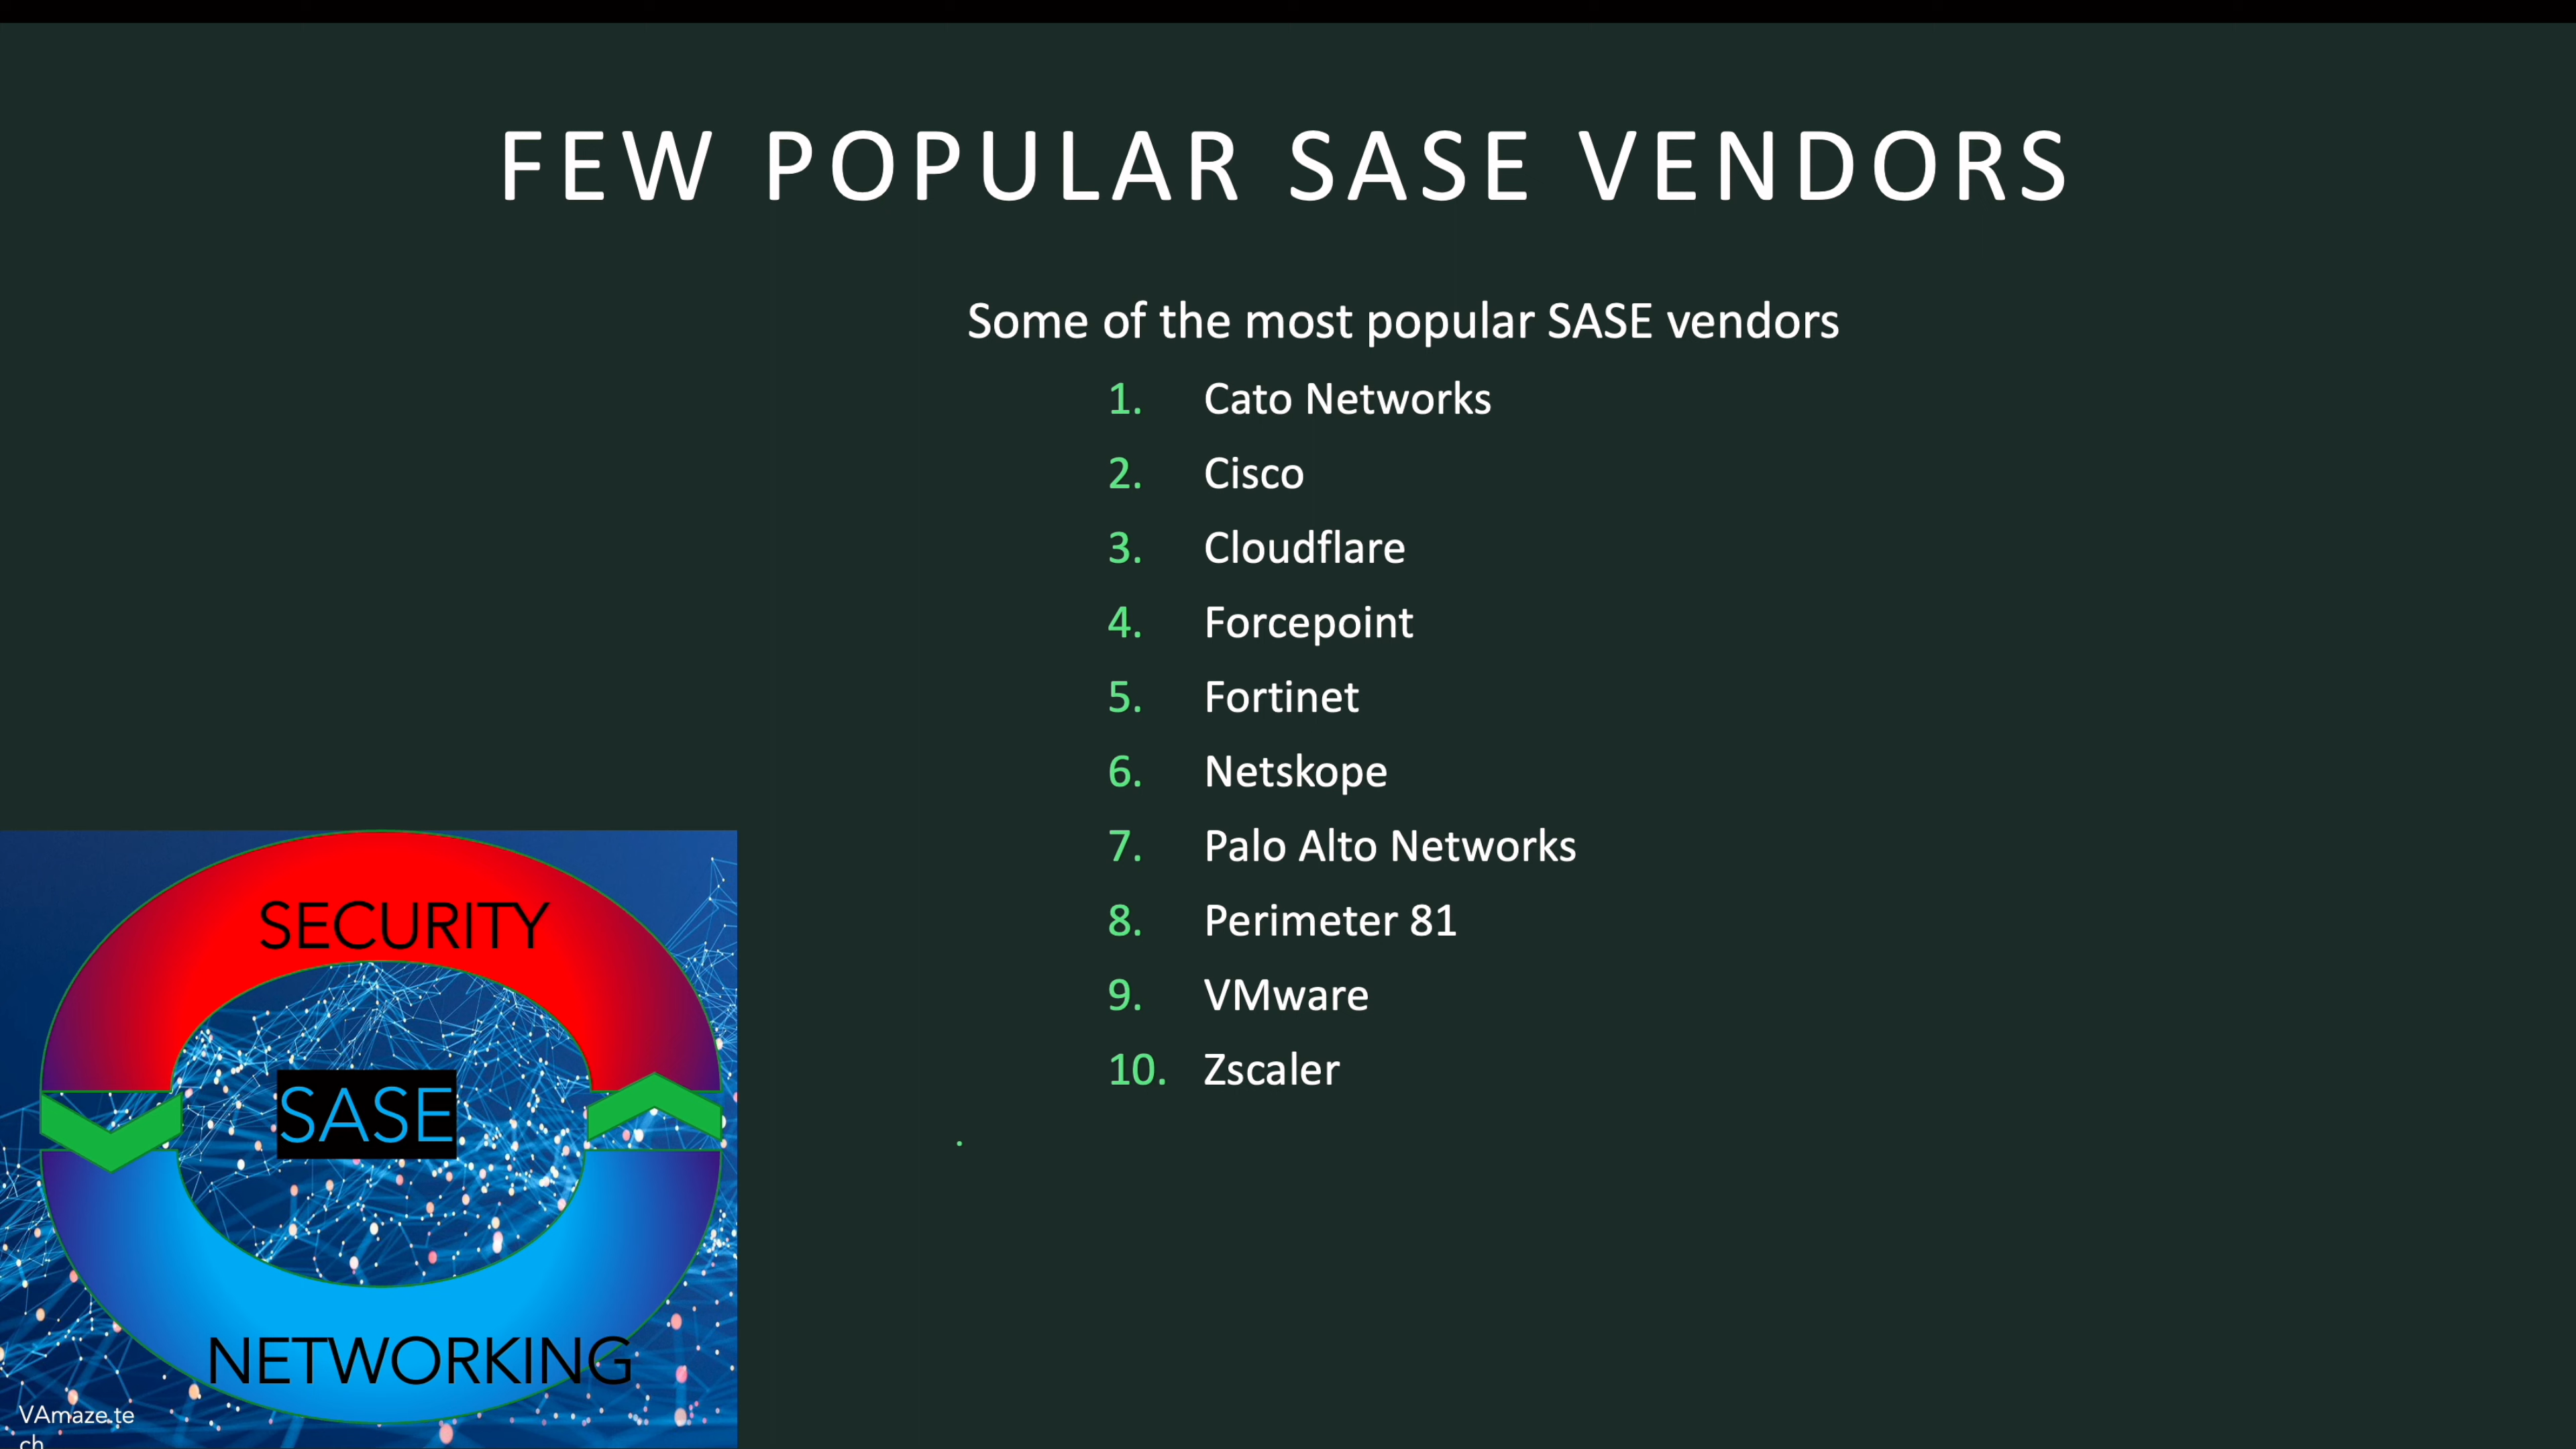 FEW POPULAR SASE VENDORS
Some of the most popular SASE vendors
1. Cato Networks
2. Cisco
3. Cloudflare
4. Forcepoint
5. Fortinet
6. Netskope
7. Palo Alto Networks
8. Perimeter 81
9. VMware
10. Zscaler
.
SECURITY
SASE
NETWORKING
VAmaze.te
ch